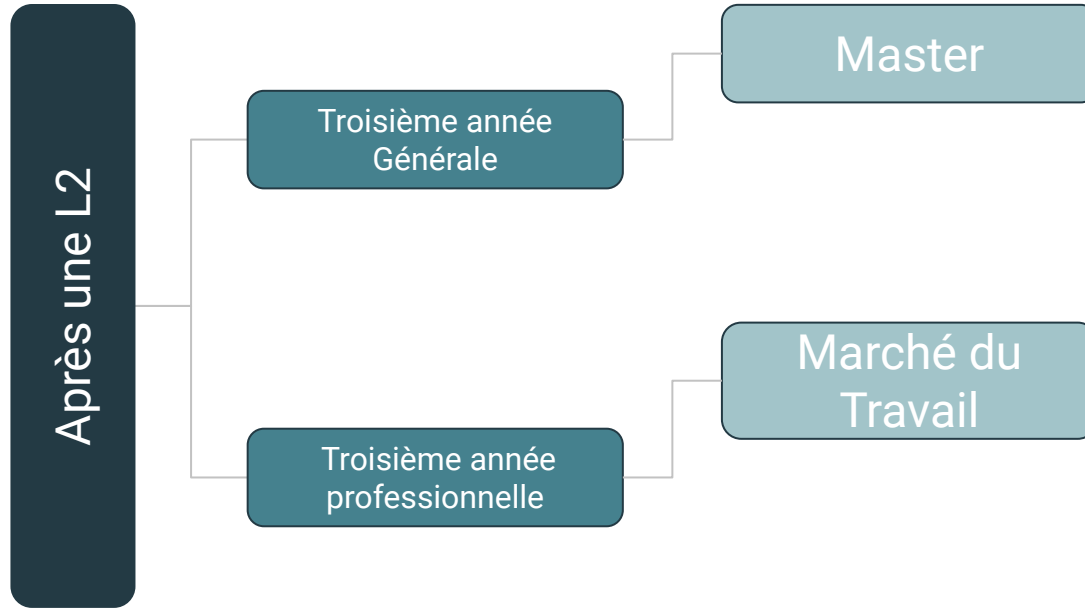 Après une L2
Troisième année
Générale
Master
Troisième année
professionnelle
Marché du
Travail